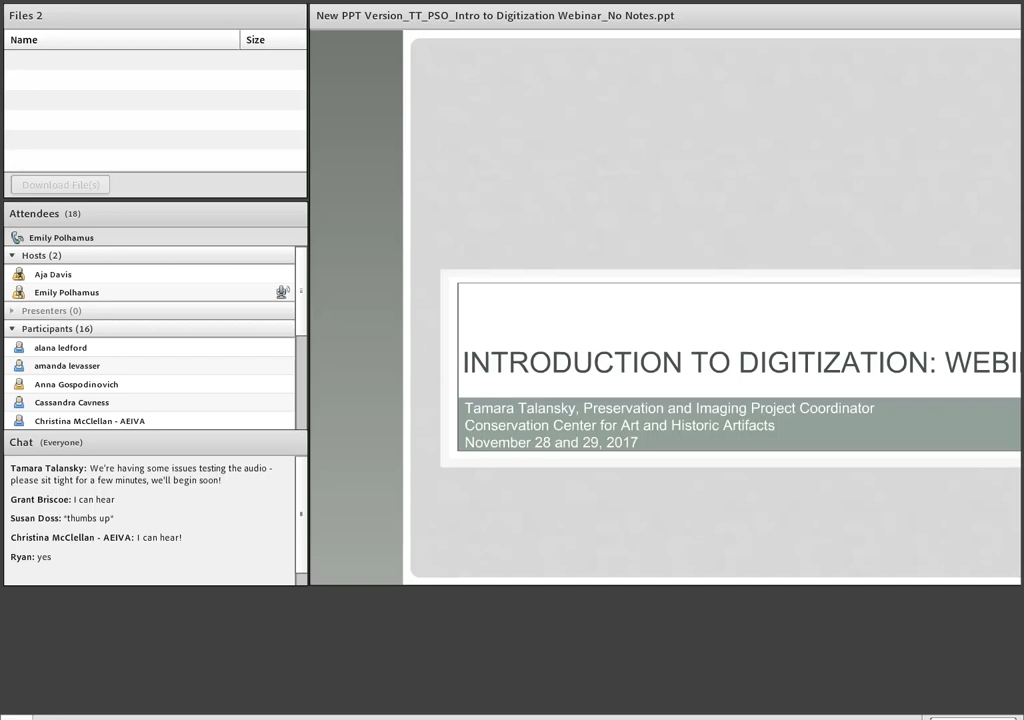 Files 2
Name Size
Download File(s)
Attendees (18)
Emily Polhamus
Hosts (2)
Aja Davis
Emily Polhamus
Presenters (0)
Participants (16)
alana ledford
amanda levasser
Anna Gospodinovich
Cassandra Cavness
Christina McClellan - AEIVA
Chat (Everyone)
Tamara Talansky: We're having some issues testing the audio -
please sit tight for a few minutes, we'll begin soon!
Grant Briscoe: I can hear
Susan Doss: *thumbs up*
Christina McClellan - AEIVA: I can hear!
Ryan: yes
New PPT Version_TT_PSO_Intro to Digitization Webinar_No Notes.ppt
INTRODUCTION TO DIGITIZATION: WEBI
Tamara Talansky, Preservation and Imaging Project Coordinator
Conservation Center for Art and Historic Artifacts
November 28 and 29, 2017